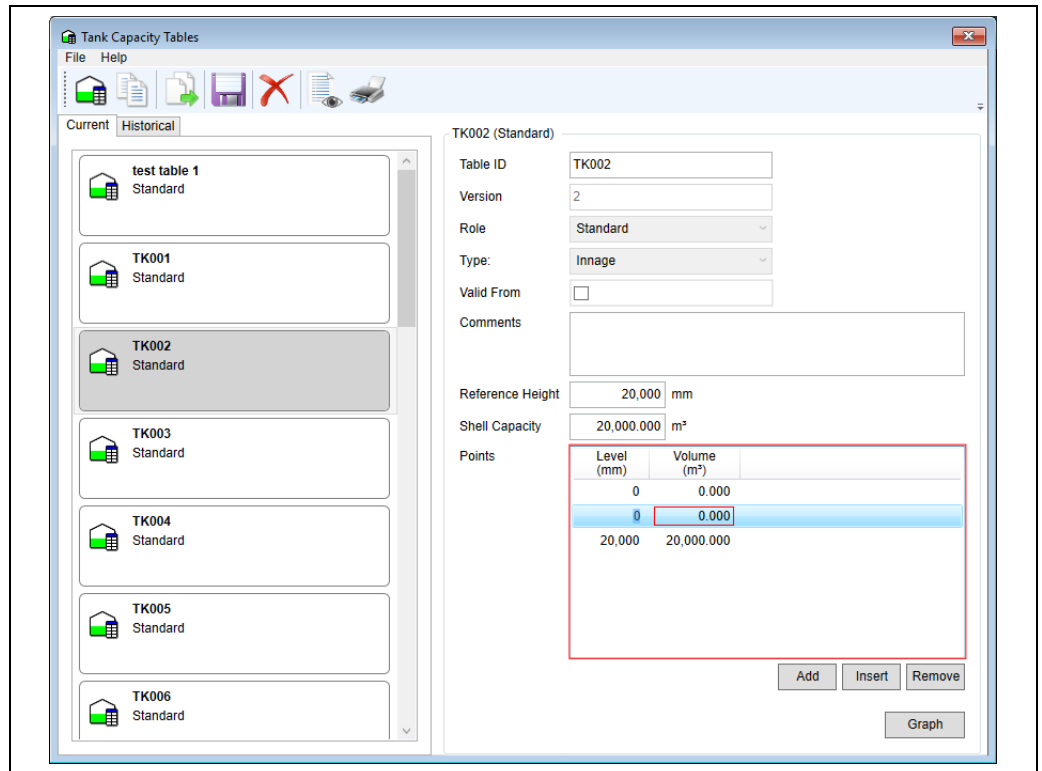 Tank Capacity Tables
File Help
Current Historical
test table 1
Standard
TK001
Standard
TK002
Standard
TK003
Standard
TK004
Standard
TK005
Standard
TK006
Standard
TK002 (Standard)
Table ID TK002
Version 2
Role Standard
Type: Innage
Valid From
Comments
Reference Height 20,000 mm
Shell Capacity 20,000.000 m³
Points
Level Volume
(mm) (m³)
0 0.000
0 0.000
20,000 20,000.000
Add Insert Remove
Graph